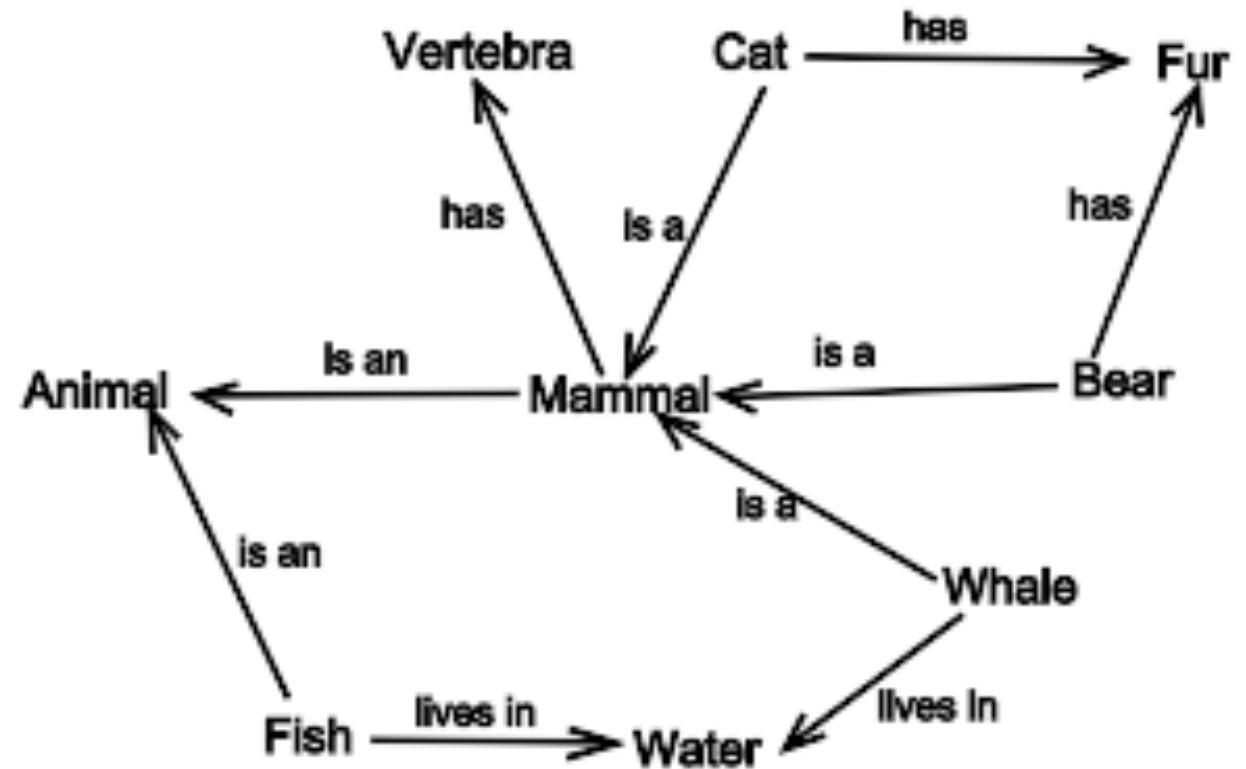 has
Vertebra
Cat
Fur
has
is a
has
is an
is a
Animal
Mammal
Bear
is a
is an
Whale
lives in
lives in
Fish
Water